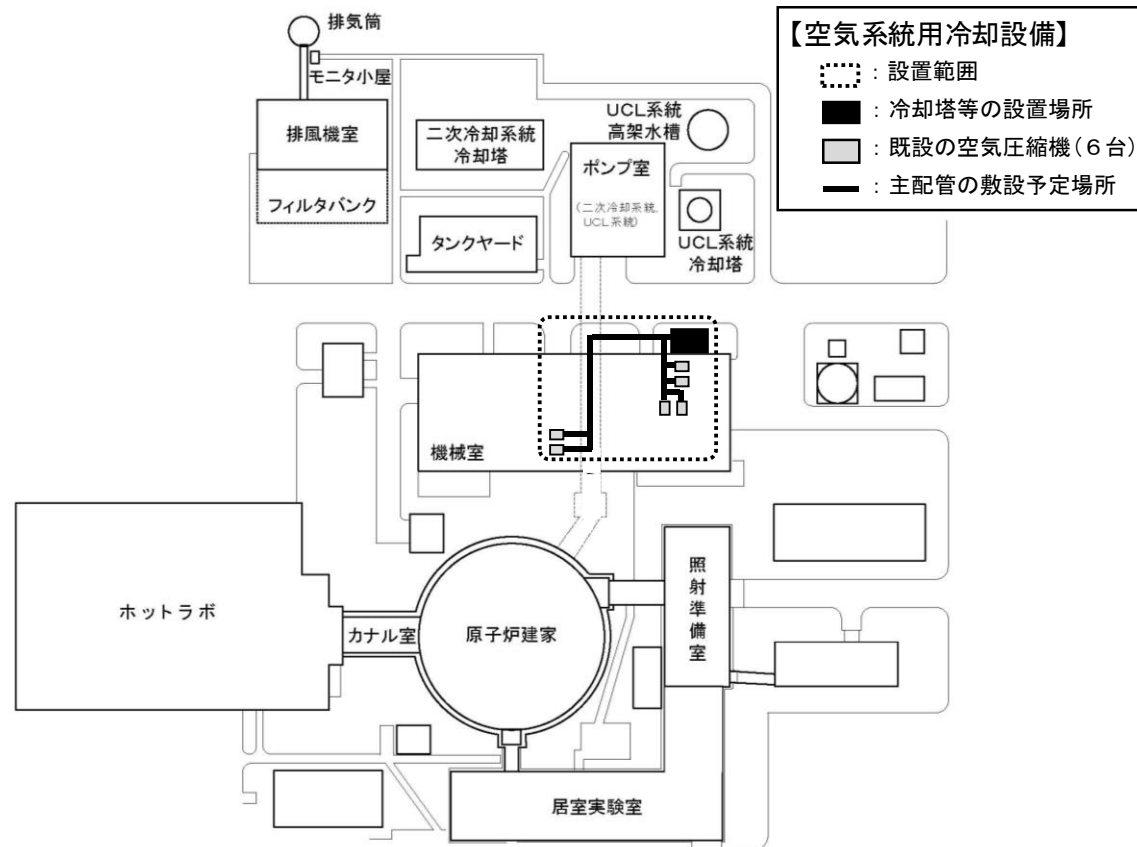 排気筒
モニタ小屋
排風機室
フィルタバンク
二次冷却系統
冷却塔
タンクヤード
UCL系統
高架水槽
ポンプ室
(二次冷却系統,
UCL系統)
UCL系統
冷却塔
【空気系統用冷却設備】
：設置範囲
：冷却塔等の設置場所
：既設の空気圧縮機(６台)
：主配管の敷設予定場所
機械室
ホットラボ
カナル室
原子炉建家
照射準備室
居室実験室